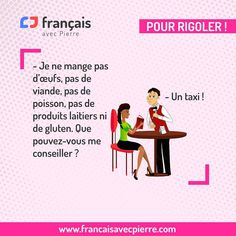 français
avec Pierre
POUR RIGOLER !
- Je ne mange pas
d'œufs, pas de
viande, pas de
poisson, pas de
produits laitiers ni
de gluten. Que
pouvez-vous me
conseiller ?
- Un taxi !
www.francaisavecpierre.com